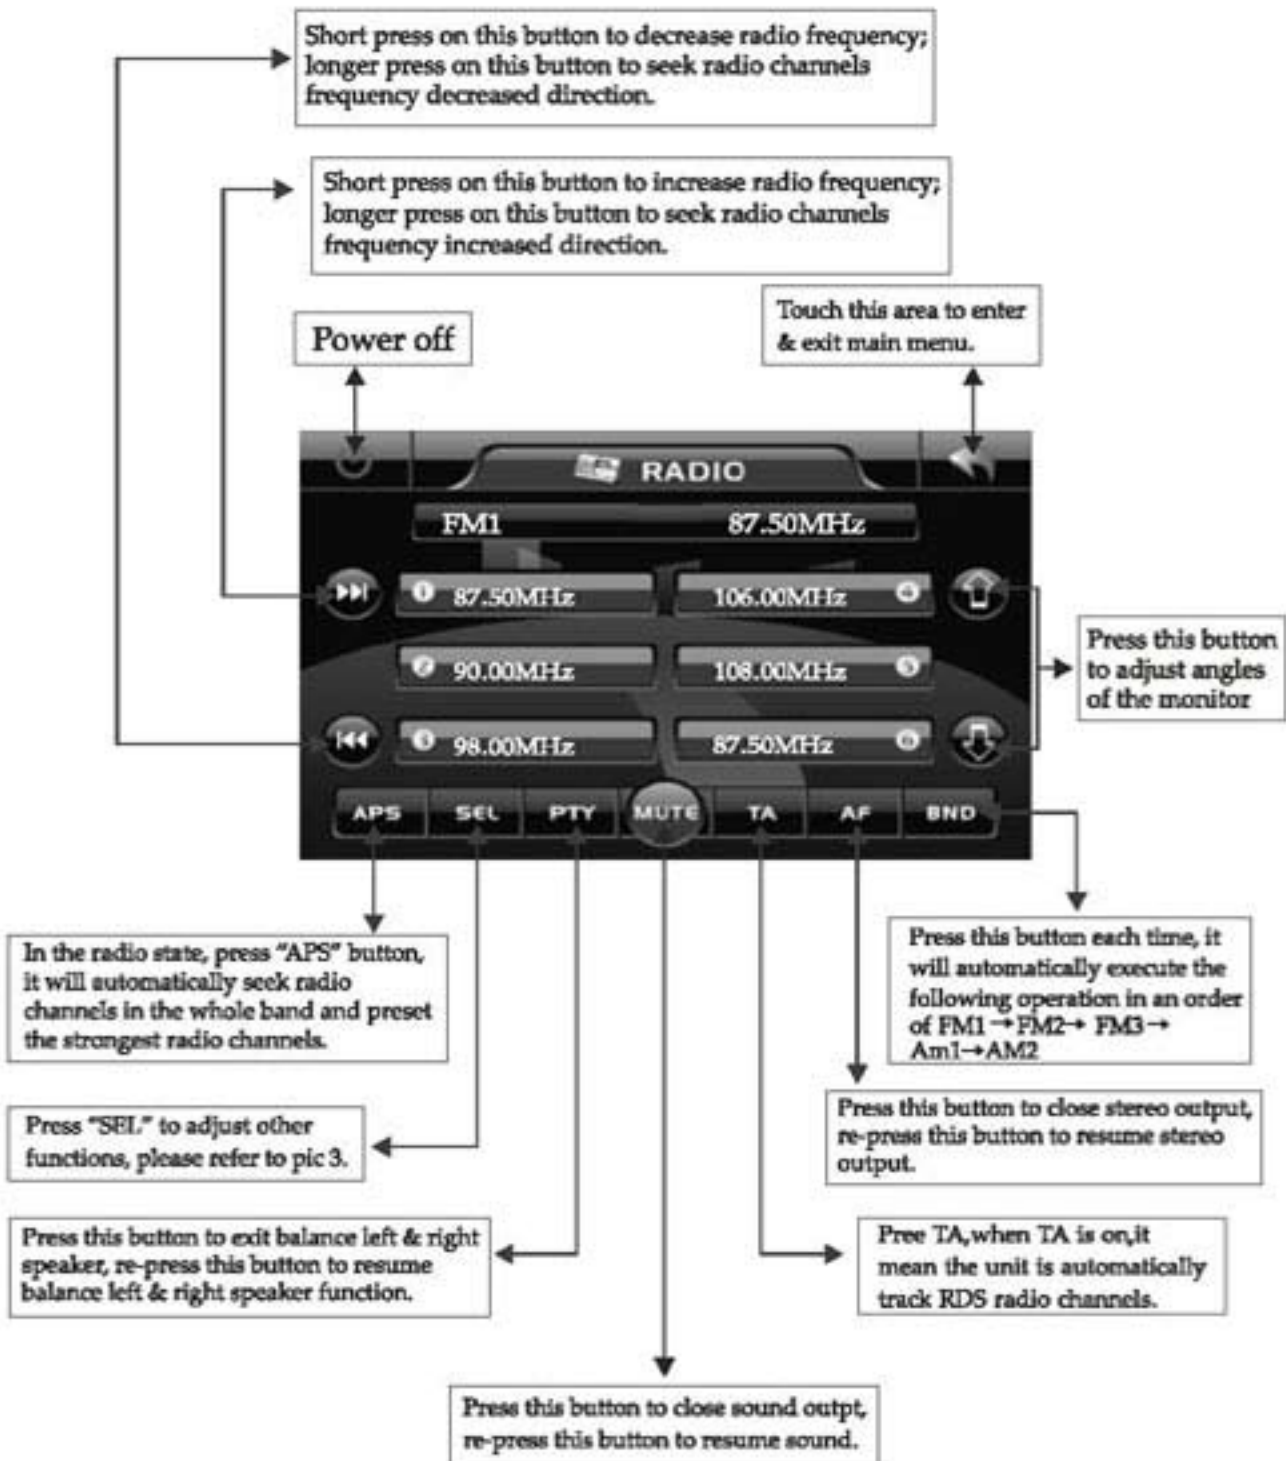 Short press on this button to decrease radio frequency;
longer press on this button to seek radio channels
frequency decreased direction.
Short press on this button to increase radio frequency;
longer press on this button to seek radio channels
frequency increased direction.
Power off
Touch this area to enter
& exit main menu.
RADIO
FM1 87.50MHz
1 87.50MHz 106.00MHz 4
2 90.00MHz 108.00MHz 5
3 98.00MHz 87.50MHz 6
Press this button
to adjust angles
of the monitor
APS SEL PTY MUTE TA AF BND
In the radio state, press "APS" button,
it will automatically seek radio
channels in the whole band and preset
the strongest radio channels.
Press this button each time, it
will automatically execute the
following operation in an order
of FM1→FM2→ FM3→
Am1→AM2
Press "SEL" to adjust other
functions, please refer to pic 3.
Press this button to close stereo output,
re-press this button to resume stereo
output.
Press this button to exit balance left & right
speaker, re-press this button to resume
balance left & right speaker function.
Pree TA,when TA is on,it
mean the unit is automatically
track RDS radio channels.
Press this button to close sound outpt,
re-press this button to resume sound.